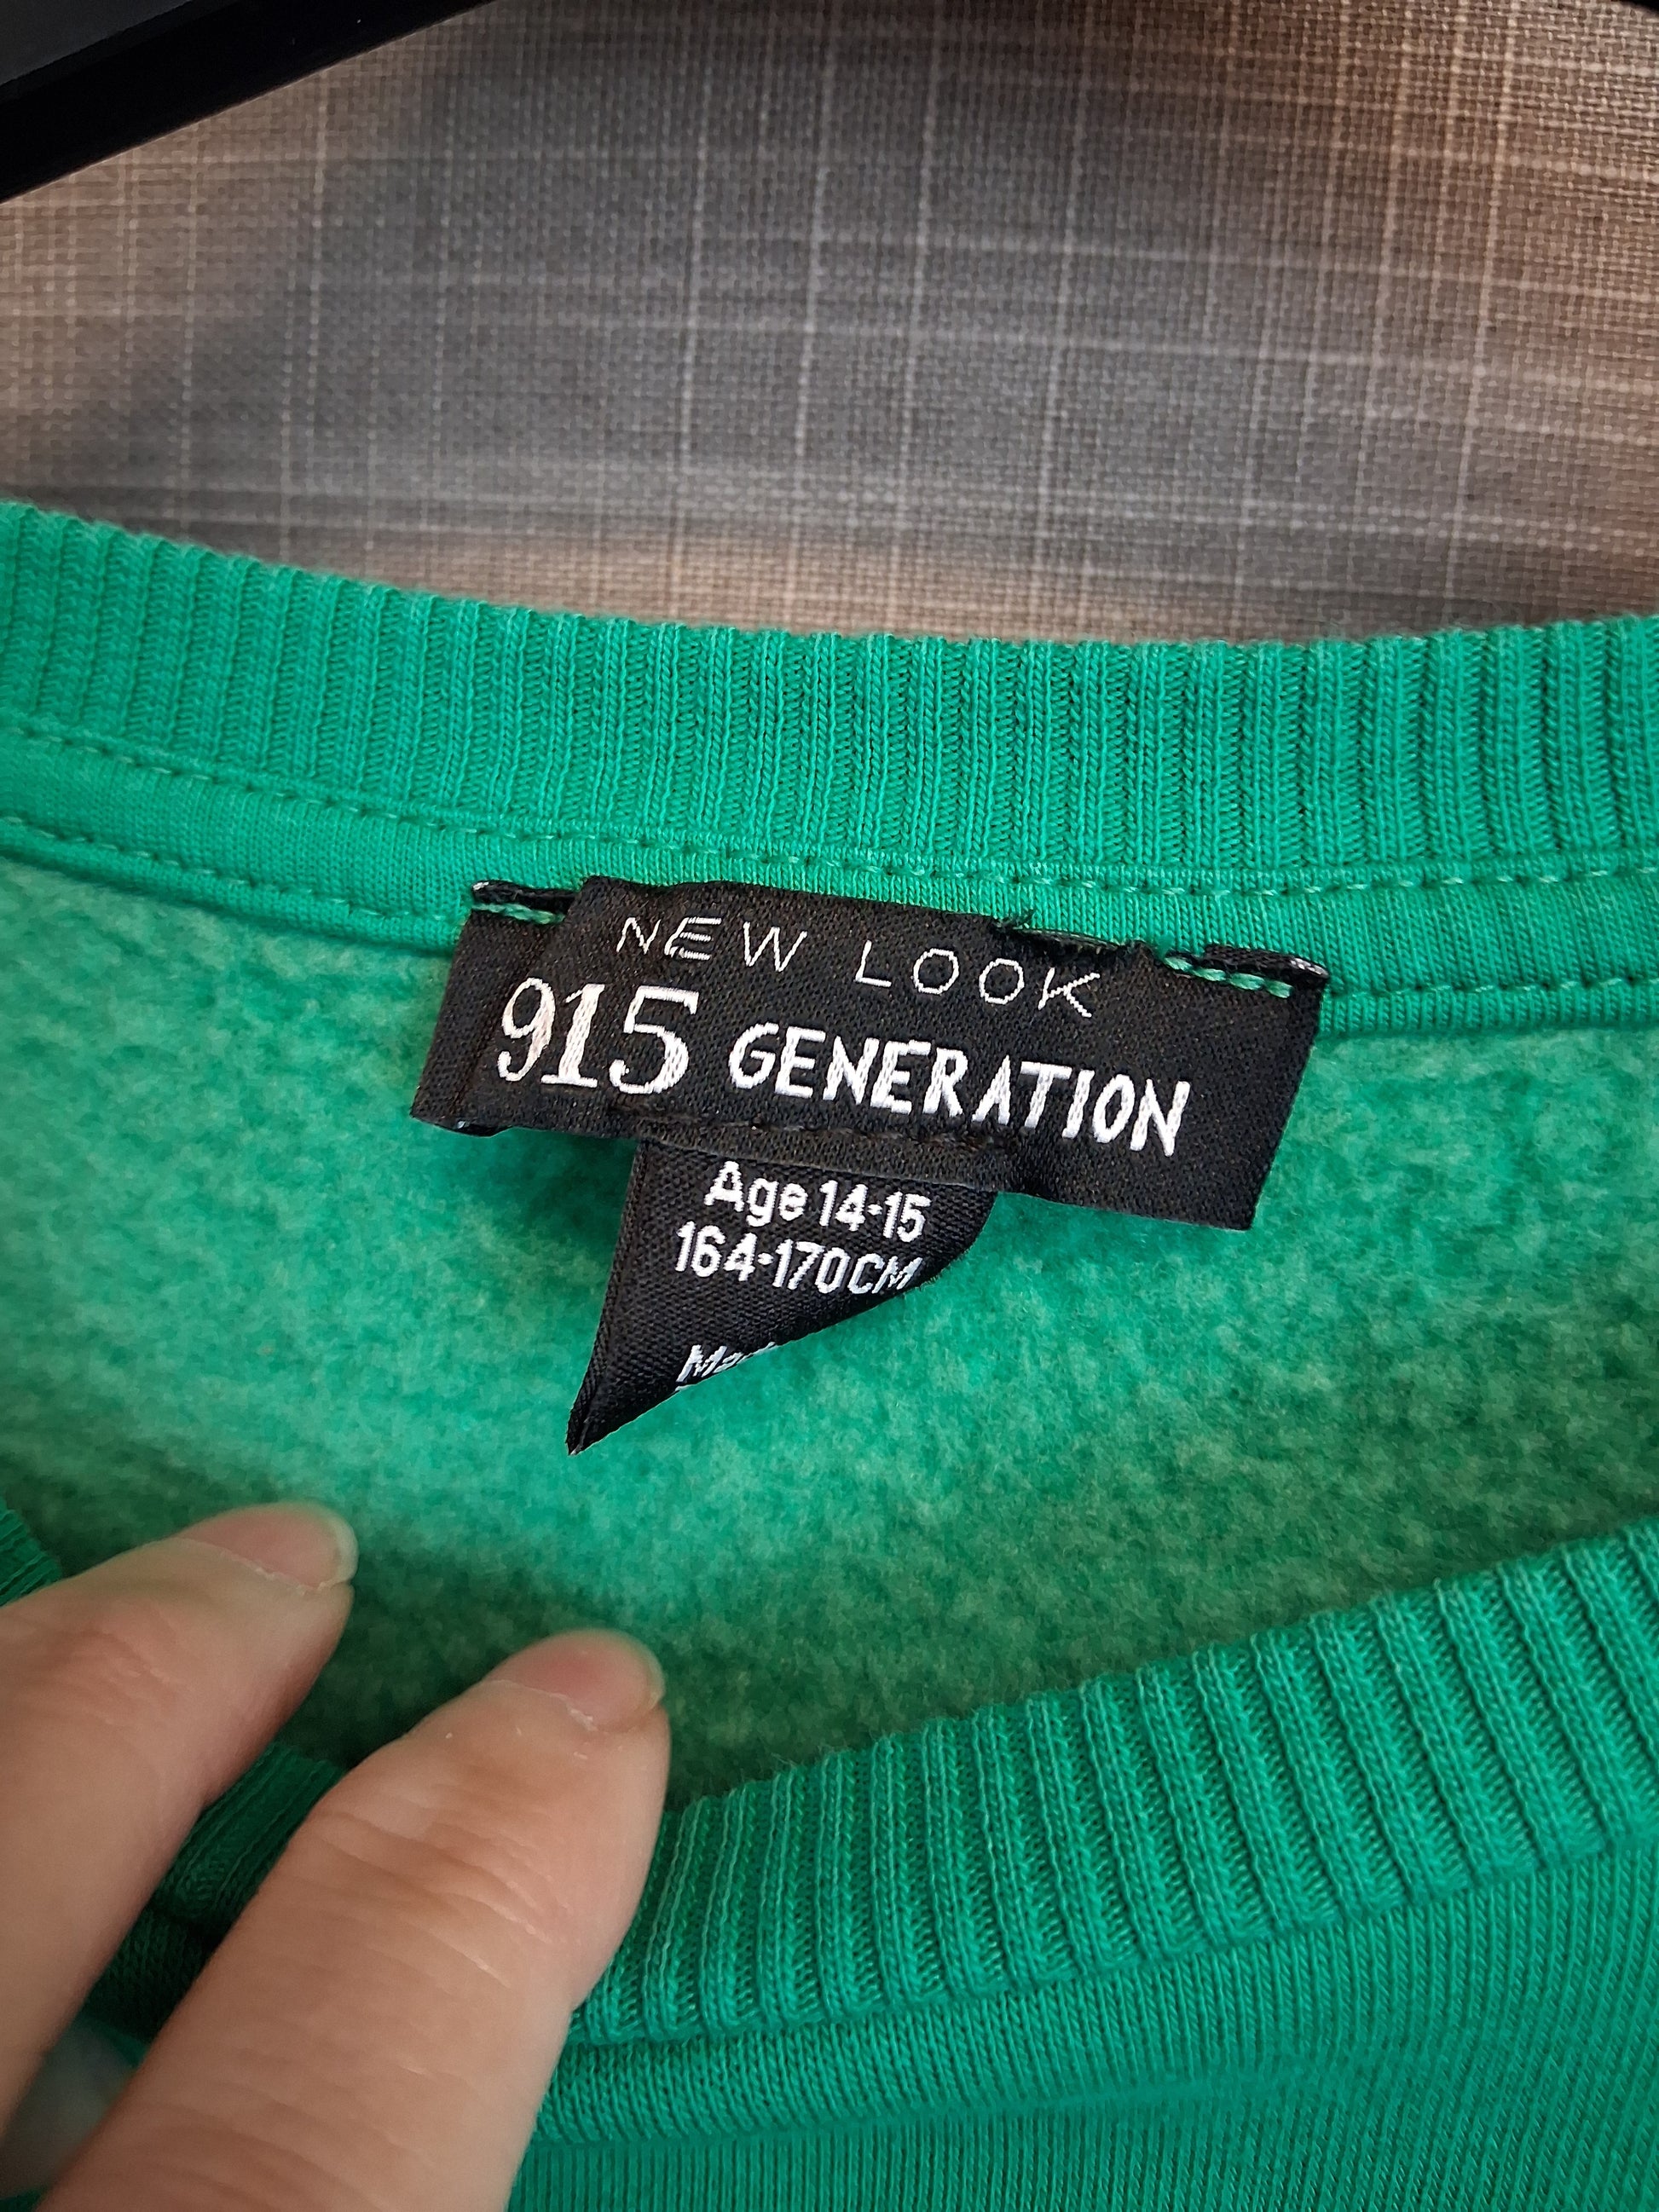 NEW LOOK
915 GENERATION
Age 14-15
164-170CM